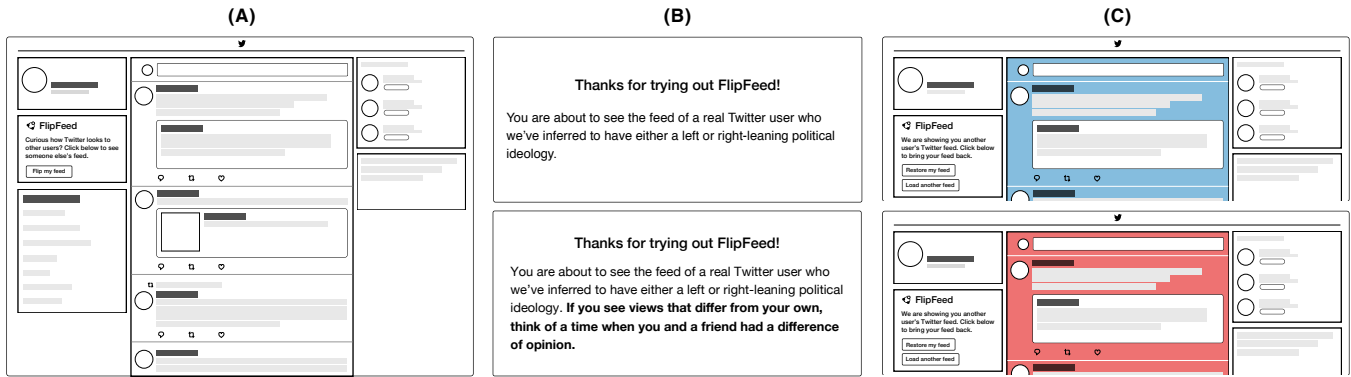 (A)
FlipFeed
Curious how Twitter looks to
other users? Click below to see
someone else's feed.
Flip my feed
(B)
Thanks for trying out FlipFeed!
You are about to see the feed of a real Twitter user who
we've inferred to have either a left or right-leaning political
ideology.
Thanks for trying out FlipFeed!
You are about to see the feed of a real Twitter user who
we've inferred to have either a left or right-leaning political
ideology. If you see views that differ from your own,
think of a time when you and a friend had a difference
of opinion.
(C)
FlipFeed
We are showing you another
user's Twitter feed. Click below
to bring your feed back.
Restore my feed
Load another feed
FlipFeed
We are showing you another
user's Twitter feed. Click below
to bring your feed back.
Restore my feed
Load another feed